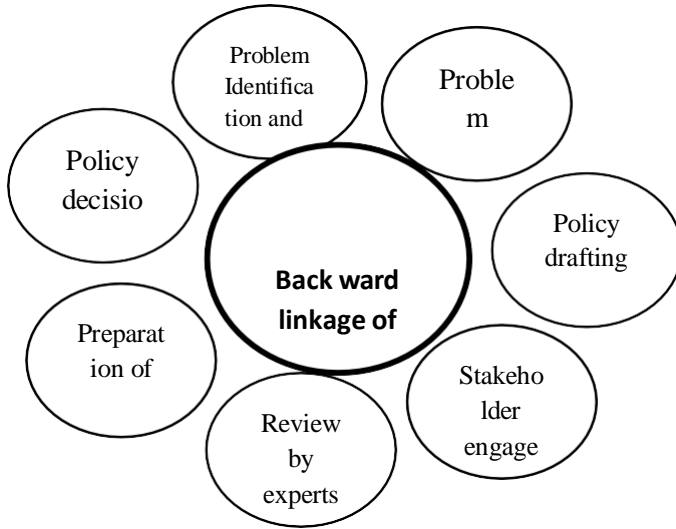 Problem
Identifica
tion and
Proble
m
Policy
decisio
Policy
drafting
Back ward
linkage of
Preparat
ion of
Stakeho
lder
engage
Review
by
experts